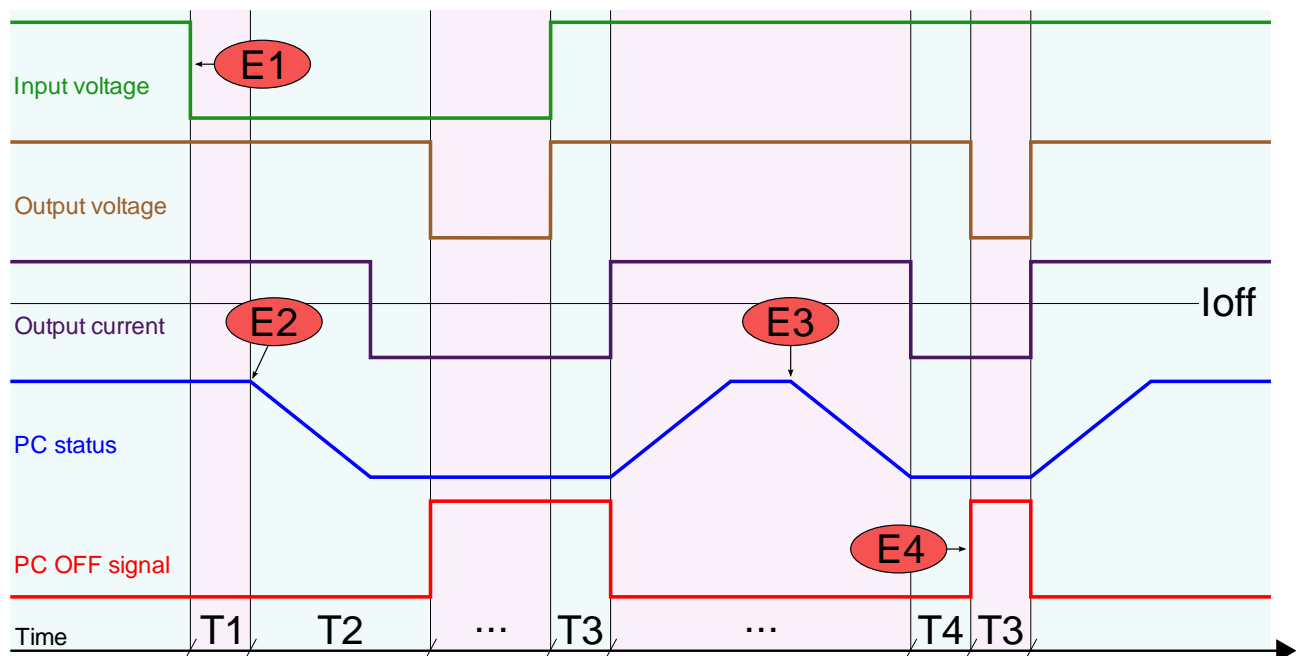 E1
Input voltage
Output voltage
Ioff
Output current
E2
E3
PC status
E4
PC OFF signal
Time
T1
T2
...
T3
...
T4
T3